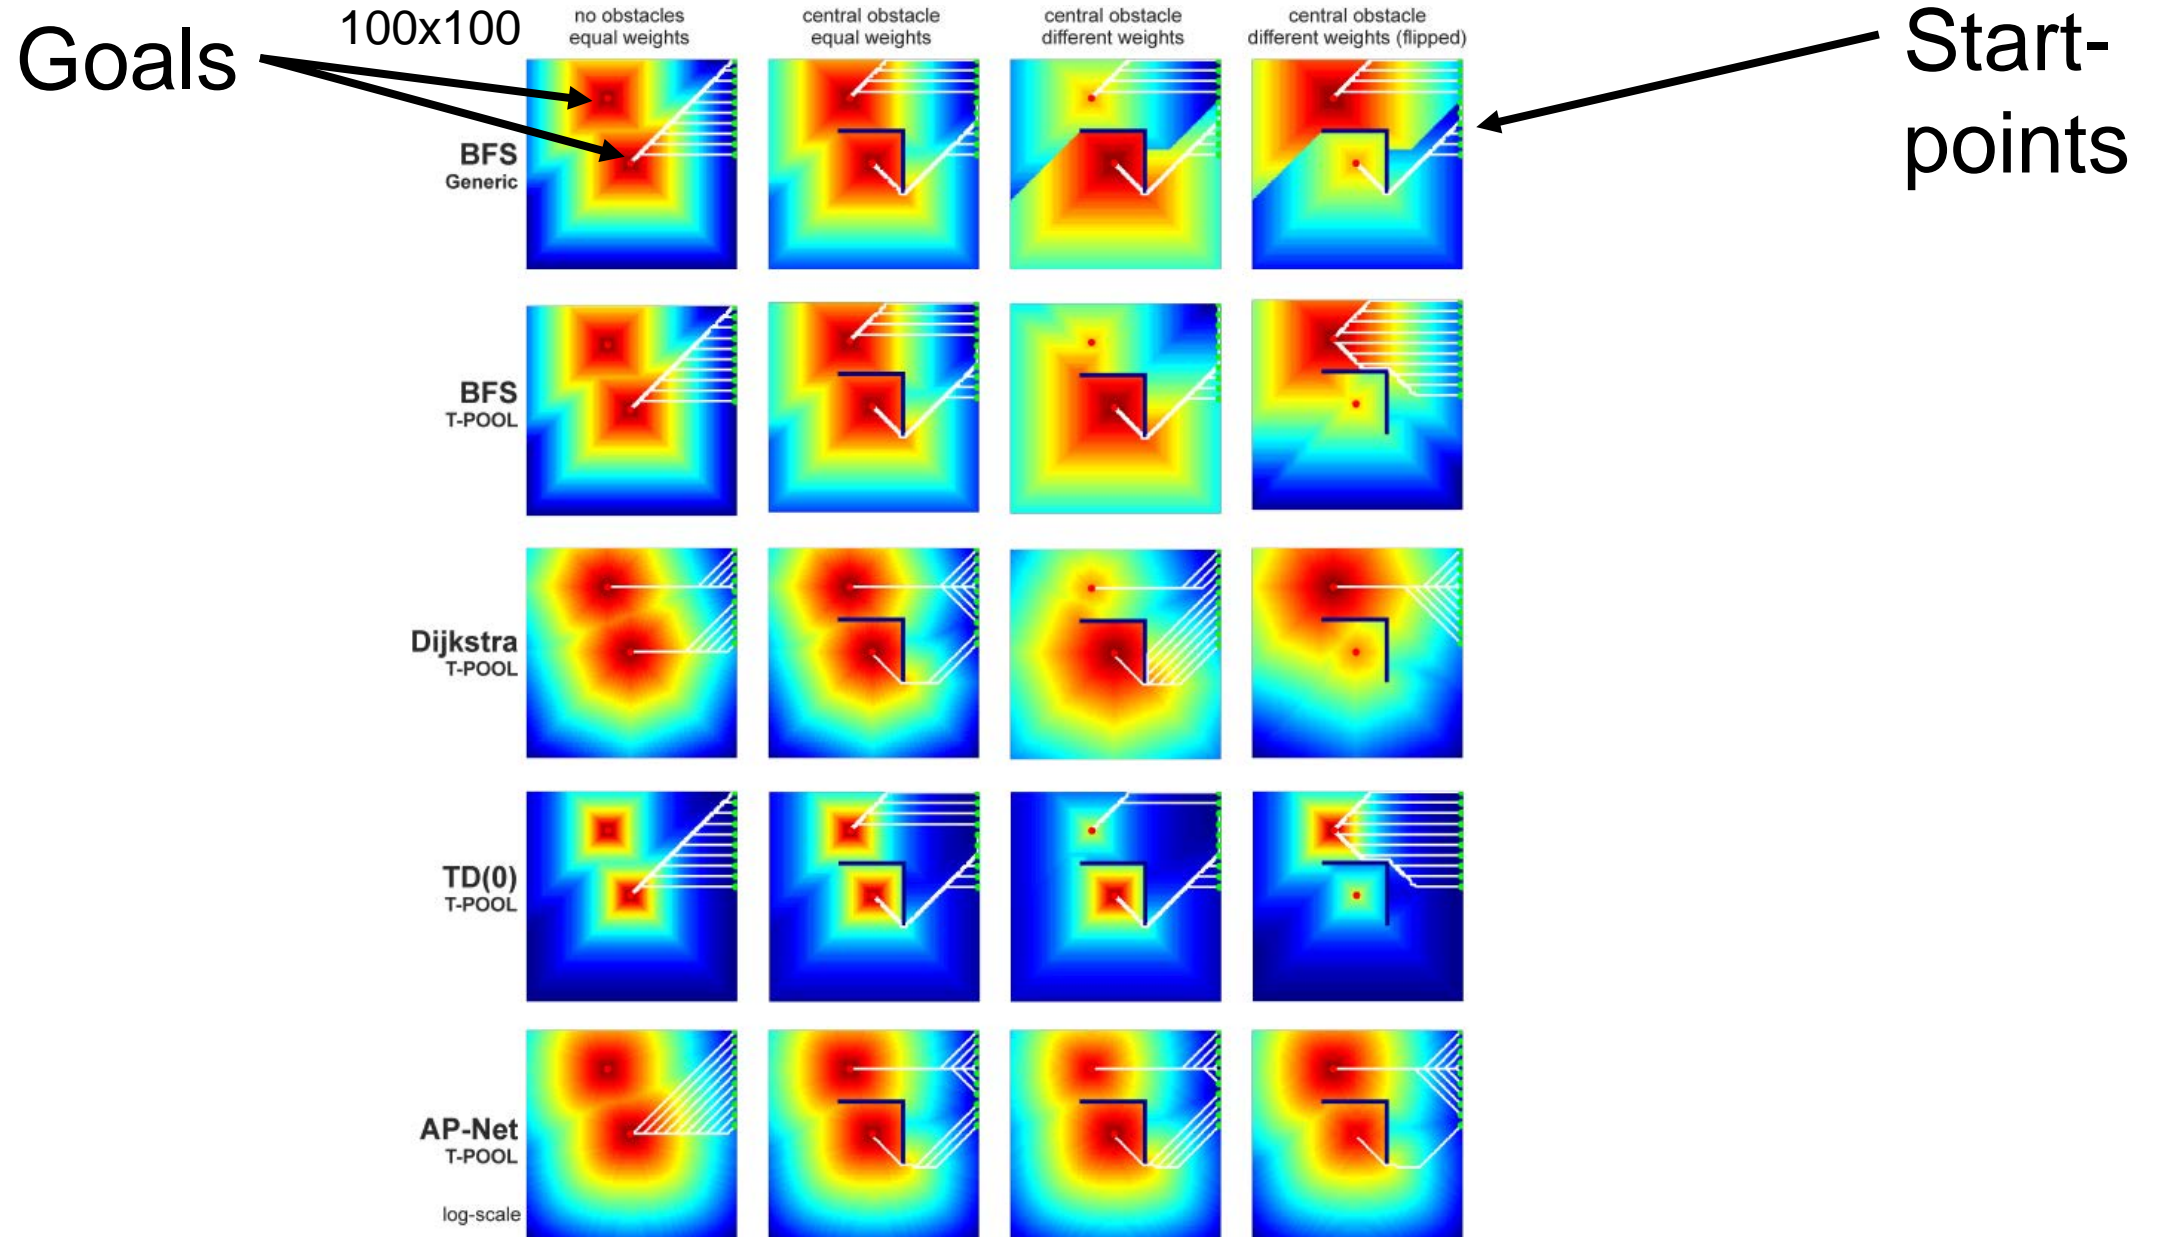 Goals
100x100
no obstacles
equal weights
central obstacle
equal weights
central obstacle
different weights
central obstacle
different weights (flipped)
Start-
points
BFS
Generic
BFS
T-POOL
Dijkstra
T-POOL
TD(0)
T-POOL
AP-Net
T-POOL
log-scale